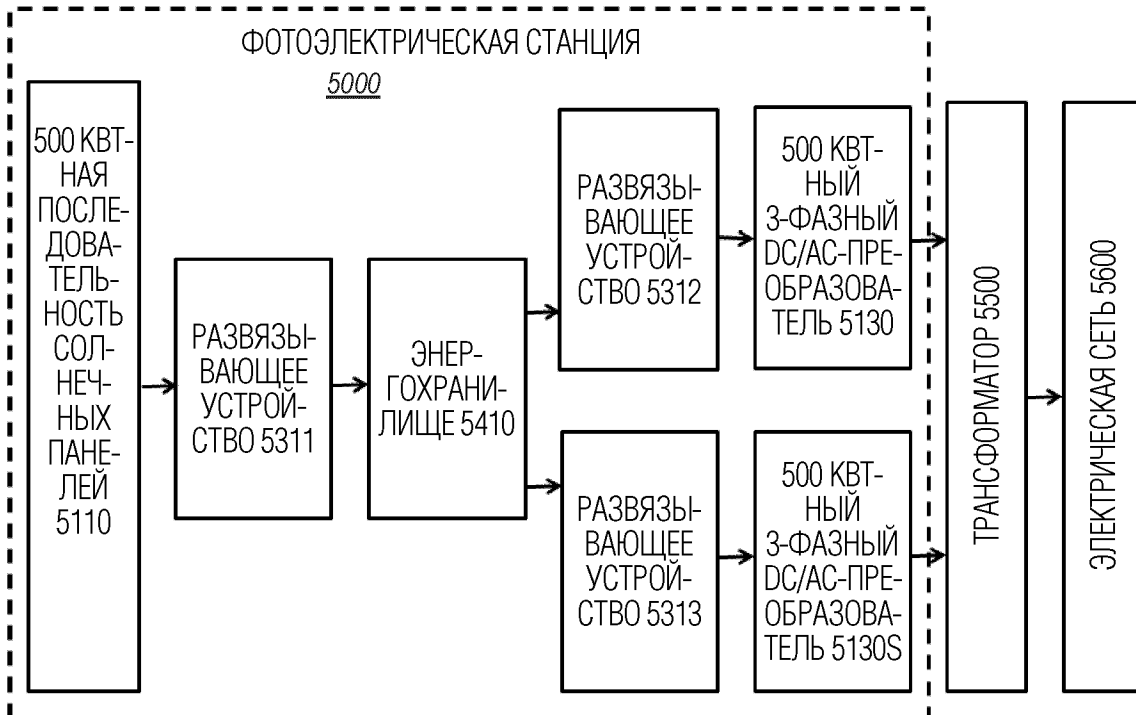 ФОТОЭЛЕКТРИЧЕСКАЯ СТАНЦИЯ
5000
500 КВТ-
НАЯ
ПОСЛЕ-
ДОВА-
ТЕЛЬ-
НОСТЬ
СОЛ-
НЕЧ-
НЫХ
ПАНЕ-
ЛЕЙ
5110
РАЗВЯЗЫ-
ВАЮЩЕЕ
УСТРОЙ-
СТВО 5311
ЭНЕР-
ГОХРАНИ-
ЛИЩЕ 5410
РАЗВЯЗЫ-
ВАЮЩЕЕ
УСТРОЙ-
СТВО 5312
500 КВТ-
НЫЙ
3-ФАЗНЫЙ
DC/AC-ПРЕ-
ОБРАЗОВА-
ТЕЛЬ 5130
РАЗВЯЗЫ-
ВАЮЩЕЕ
УСТРОЙ-
СТВО 5313
500 КВТ-
НЫЙ
3-ФАЗНЫЙ
DC/AC-ПРЕ-
ОБРАЗОВА-
ТЕЛЬ 5130S
ТРАНСФОРМАТОР 5500
ЭЛЕКТРИЧЕСКАЯ СЕТЬ 5600